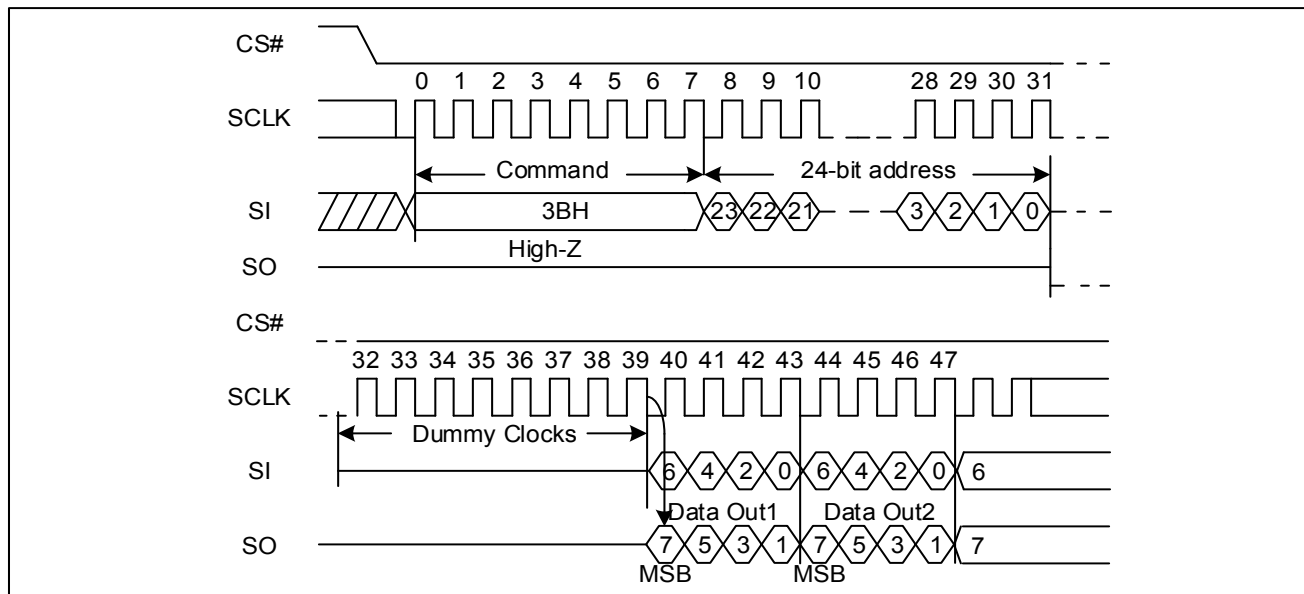 CS#
0 1 2 3 4 5 6 7 8 9 10 28 29 30 31
SCLK
Command 24-bit address
SI 3BH 23 22 21 3 2 1 0
High-Z
SO
CS#
32 33 34 35 36 37 38 39 40 41 42 43 44 45 46 47
SCLK
Dummy Clocks
SI 6 4 2 0 6 4 2 0 6
Data Out1 Data Out2
SO 7 5 3 1 7 5 3 1 7
MSB MSB